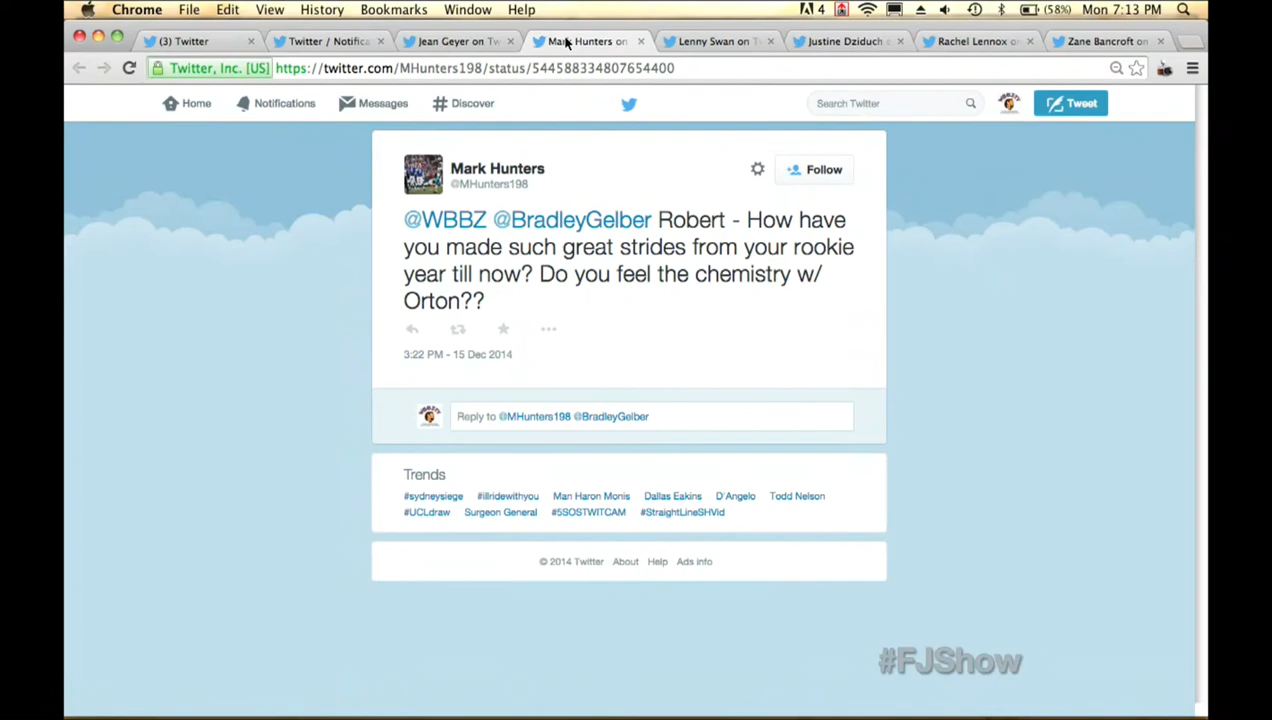 Chrome File Edit View History Bookmarks Window Help 4 (58%) Mon 7:13 PM
(3) Twitter Twitter / Notifica Jean Geyer on Tw Mark Hunters on Lenny Swan on Tw Justine Dziduch o Rachel Lennox on Zane Bancroft on
Twitter, Inc. [US] https://twitter.com/MHunters198/status/544588334807654400
Home Notifications Messages Discover Search Twitter Tweet
Mark Hunters
@MHunters198
Follow
@WBBZ @BradleyGelber Robert - How have
you made such great strides from your rookie
year till now? Do you feel the chemistry w/
Orton??
3:22 PM - 15 Dec 2014
Reply to @MHunters198 @BradleyGelber
Trends
#sydneysiege #illridewithyou Man Haron Monis Dallas Eakins D'Angelo Todd Nelson
#UCLdraw Surgeon General #5SOSTWITCAM #StraightLineSHVid
© 2014 Twitter About Help Ads info
#FJShow